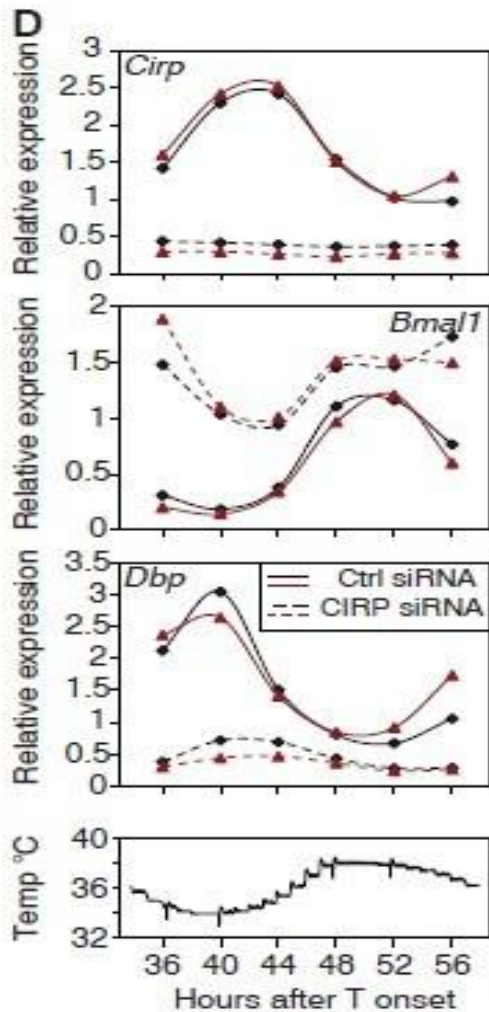 D
Relative expression
3
2.5
2
1.5
1
0.5
0
Cirp
Relative expression
2
1.5
1
0.5
0
Bmal1
Relative expression
3.5
3
2.5
2
1.5
1
0.5
0
Dbp
Ctrl siRNA
CIRP siRNA
Temp °C
40
36
32
36 40 44 48 52 56
Hours after T onset